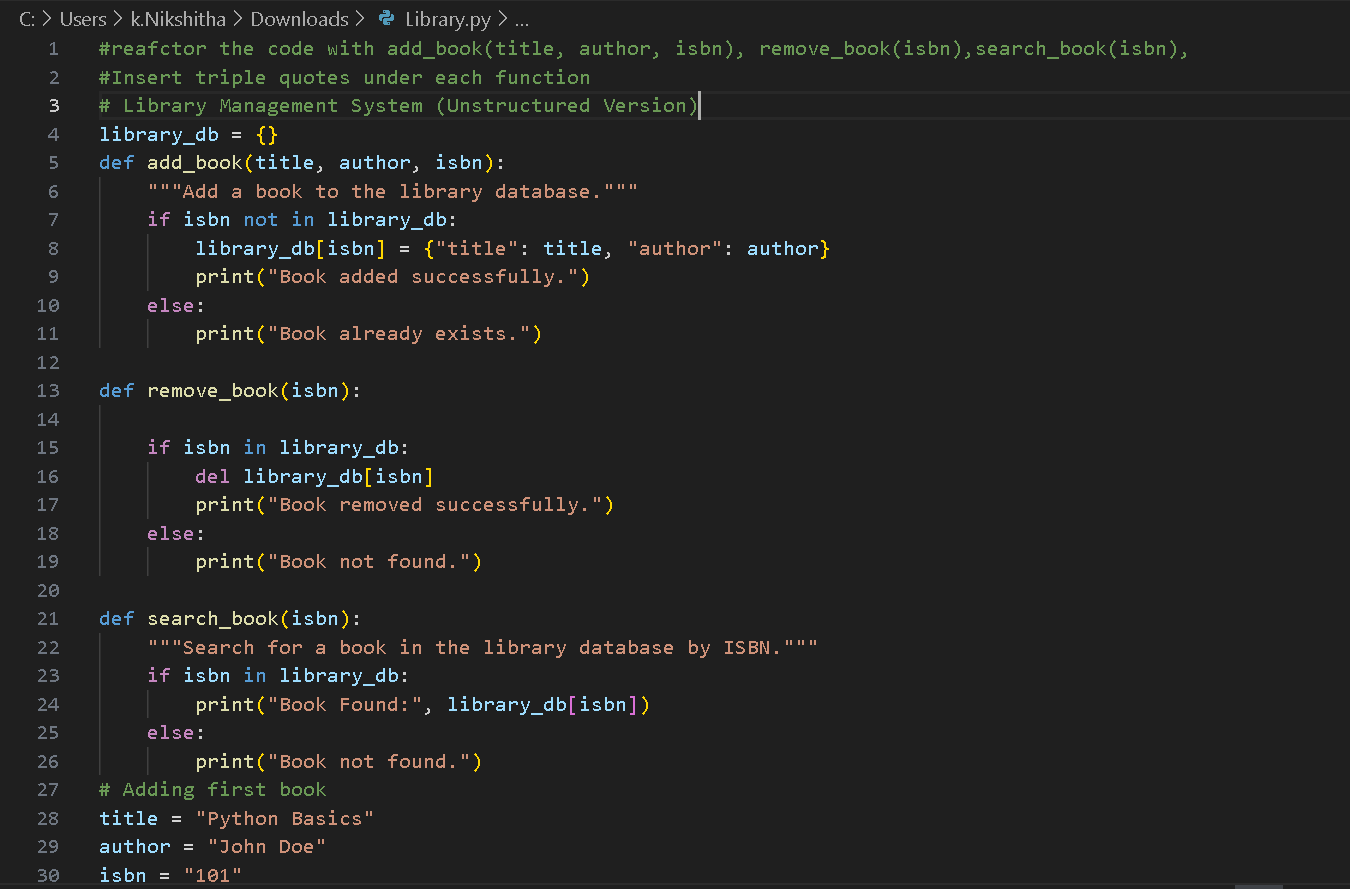 C: > Users > k.Nikshitha > Downloads > Library.py > ...
1 #reafctor the code with add_book(title, author, isbn), remove_book(isbn),search_book(isbn),
2 #Insert triple quotes under each function
3 # Library Management System (Unstructured Version)
4 library_db = {}
5 def add_book(title, author, isbn):
6     """Add a book to the library database."""
7     if isbn not in library_db:
8         library_db[isbn] = {"title": title, "author": author}
9         print("Book added successfully.")
10     else:
11         print("Book already exists.")
12
13 def remove_book(isbn):
14
15     if isbn in library_db:
16         del library_db[isbn]
17         print("Book removed successfully.")
18     else:
19         print("Book not found.")
20
21 def search_book(isbn):
22     """Search for a book in the library database by ISBN."""
23     if isbn in library_db:
24         print("Book Found:", library_db[isbn])
25     else:
26         print("Book not found.")
27 # Adding first book
28 title = "Python Basics"
29 author = "John Doe"
30 isbn = "101"